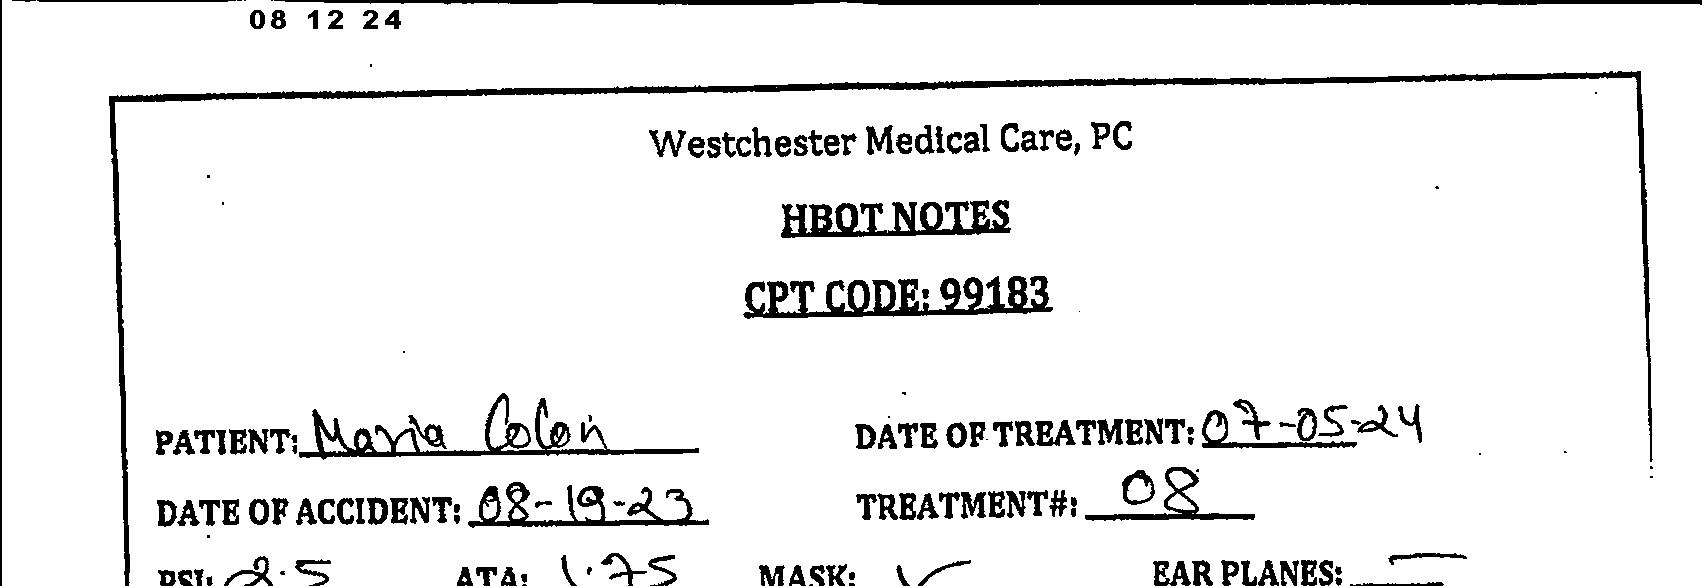 08 12 24
Westchester Medical Care, PC
HBOT NOTES
CPT CODE: 99183
PATIENT: Maria Colon DATE OF TREATMENT: 07-05-24
DATE OF ACCIDENT: 08-19-23 TREATMENT#: 08
PSI: 2.5 ATA: 1.75 MASK: ✓ EAR PLANES: —